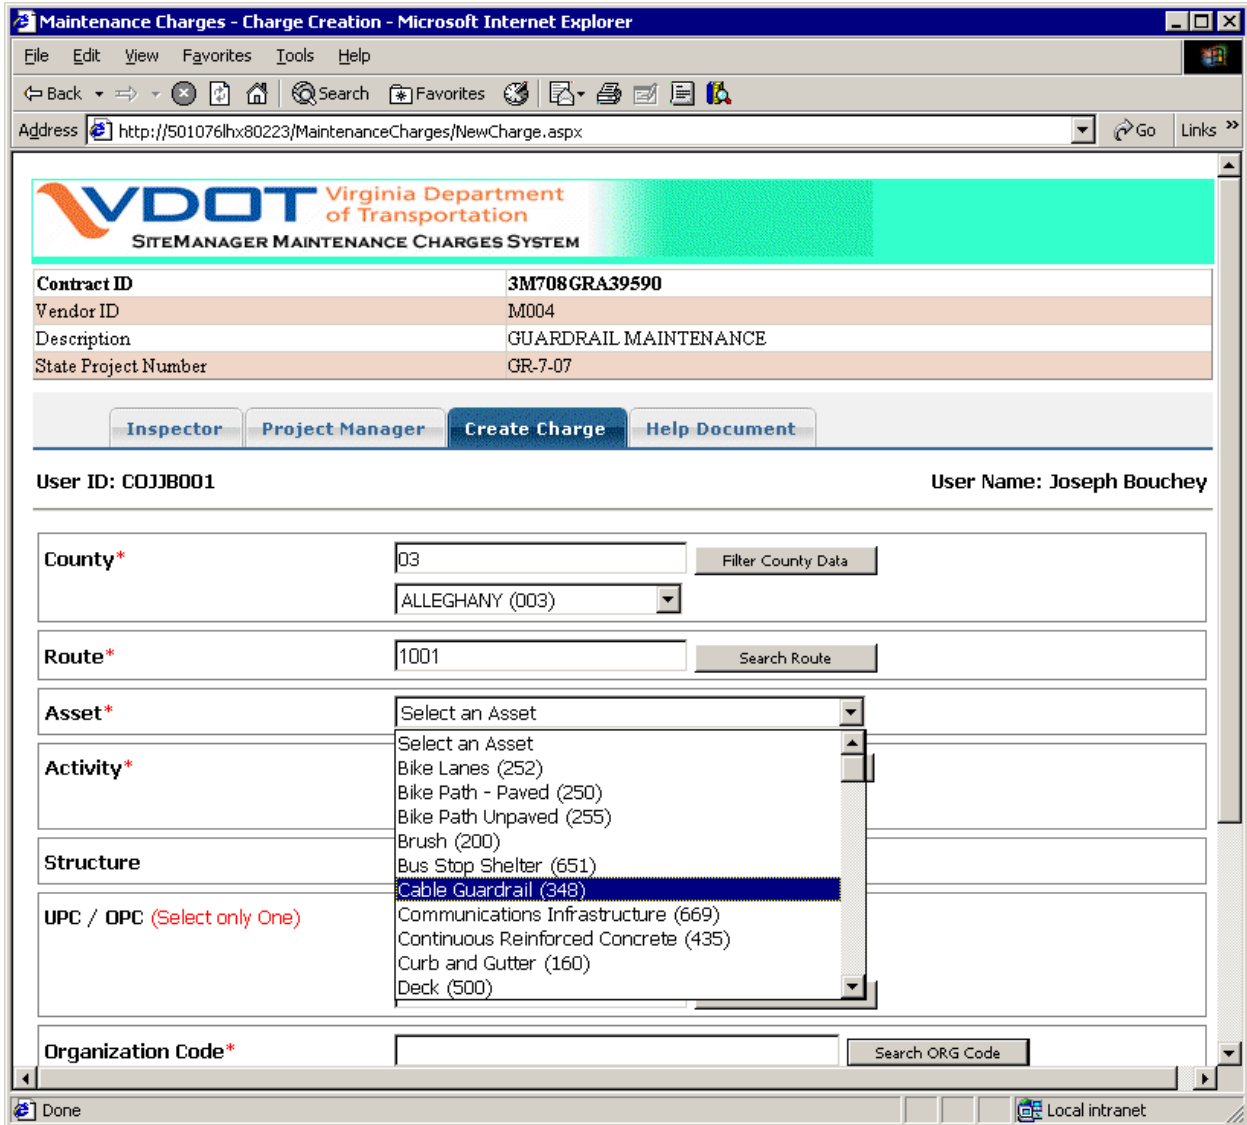 Maintenance Charges - Charge Creation - Microsoft Internet Explorer
File Edit View Favorites Tools Help
Back Search Favorites
Address http://501076lhx80223/MaintenanceCharges/NewCharge.aspx Go Links »
VDOT Virginia Department
of Transportation
SITEMANAGER MAINTENANCE CHARGES SYSTEM
Contract ID 3M708GRA39590
Vendor ID M004
Description GUARDRAIL MAINTENANCE
State Project Number GR-7-07
Inspector Project Manager Create Charge Help Document
User ID: COJJB001 User Name: Joseph Bouchey
County* 03 Filter County Data
ALLEGHANY (003)
Route* 1001 Search Route
Asset* Select an Asset
Select an Asset
Activity* Bike Lanes (252)
Bike Path - Paved (250)
Bike Path Unpaved (255)
Brush (200)
Structure Bus Stop Shelter (651)
Cable Guardrail (348)
UPC / OPC (Select only One) Communications Infrastructure (669)
Continuous Reinforced Concrete (435)
Curb and Gutter (160)
Deck (500)
Organization Code* Search ORG Code
Done Local intranet